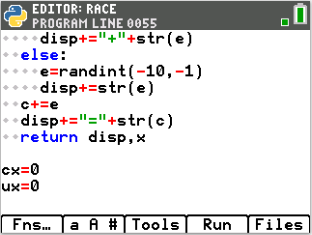 EDITOR: RACE
PROGRAM LINE 0055
disp+="+"+str(e)
else:
e=randint(-10,-1)
disp+=str(e)
c+=e
disp+="="+str(c)
return disp,x
cx=0
ux=0
Fns… a A # Tools Run Files